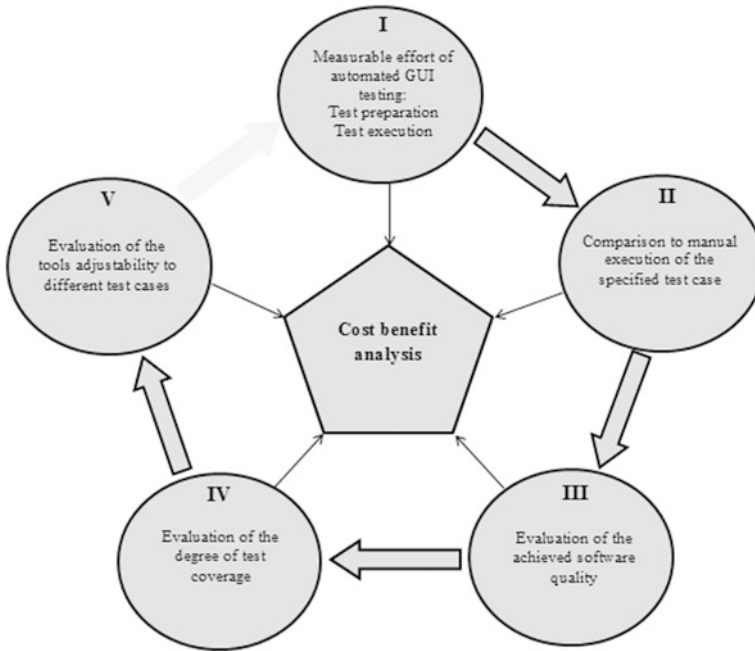 I
Measurable effort of
automated GUI
testing:
Test preparation
Test execution
II
Comparison to manual
execution of the
specified test case
III
Evaluation of the
achieved software
quality
IV
Evaluation of the
degree of test
coverage
V
Evaluation of the
tools adjustability to
different test cases
Cost benefit
analysis